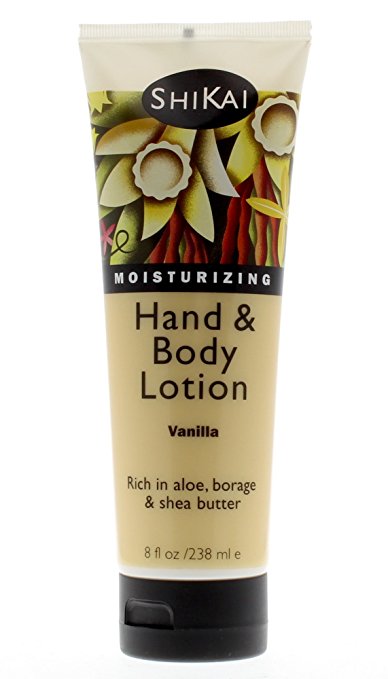 SHIKAI
MOISTURIZING
Hand &
Body
Lotion
Vanilla
Rich in aloe, borage
& shea butter
8 fl oz /238 ml e